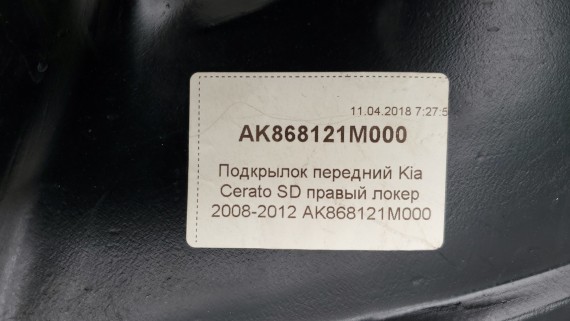 11.04.2018 7:27:5
AK868121M000
Подкрылок передний Kia
Cerato SD правый локер
2008-2012 AK868121M000